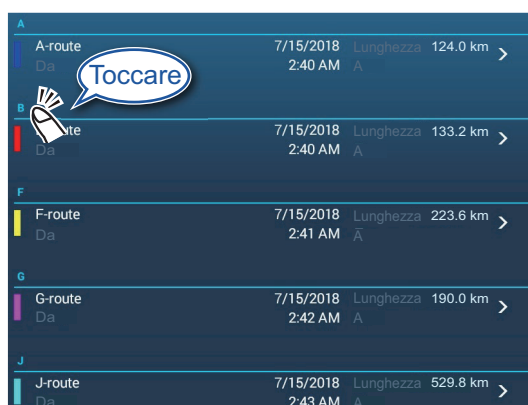 A
A-route 7/15/2018 Lunghezza 124.0 km >
Da 2:40 AM A
Toccare
B
ute 7/15/2018 Lunghezza 133.2 km >
Da 2:40 AM A
F
F-route 7/15/2018 Lunghezza 223.6 km >
Da 2:41 AM A
G
G-route 7/15/2018 Lunghezza 190.0 km >
Da 2:42 AM A
J
J-route 7/15/2018 Lunghezza 529.8 km >
Da 2:43 AM A